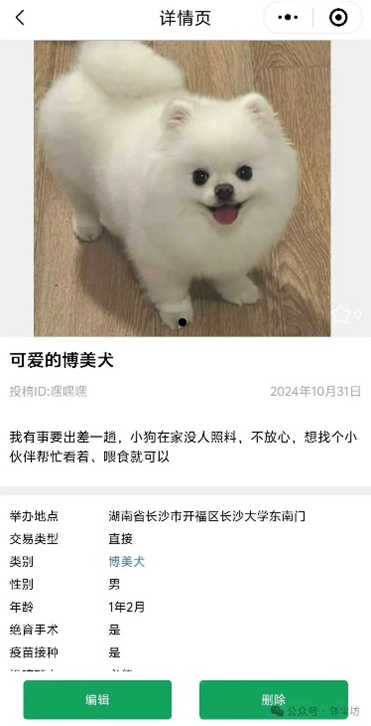 详情页
0
可爱的博美犬
投稿ID:嘿嘿嘿
2024年10月31日
我有事要出差一趟，小狗在家没人照料，不放心，想找个小
伙伴帮忙看着、喂食就可以
举办地点 湖南省长沙市开福区长沙大学东南门
交易类型 直接
类别 博美犬
性别 男
年龄 1年2月
绝育手术 是
疫苗接种 是
编辑
删除
公众号 · 邻宝坊